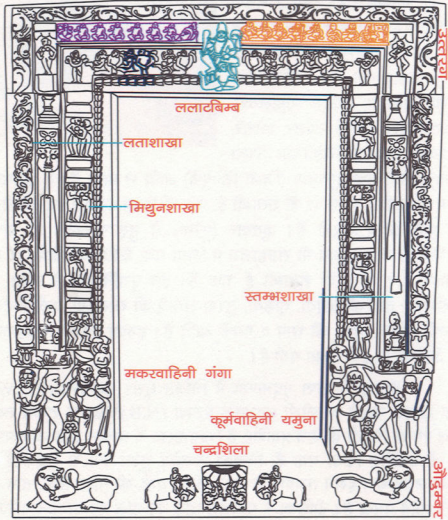 उत्तरंग
ललाटबिम्ब
लताशाखा
मिथुनशाखा
स्तम्भशाखा
मकरवाहिनी गंगा
कूर्मवाहिनी यमुना
चन्द्रशिला
औदुम्बर